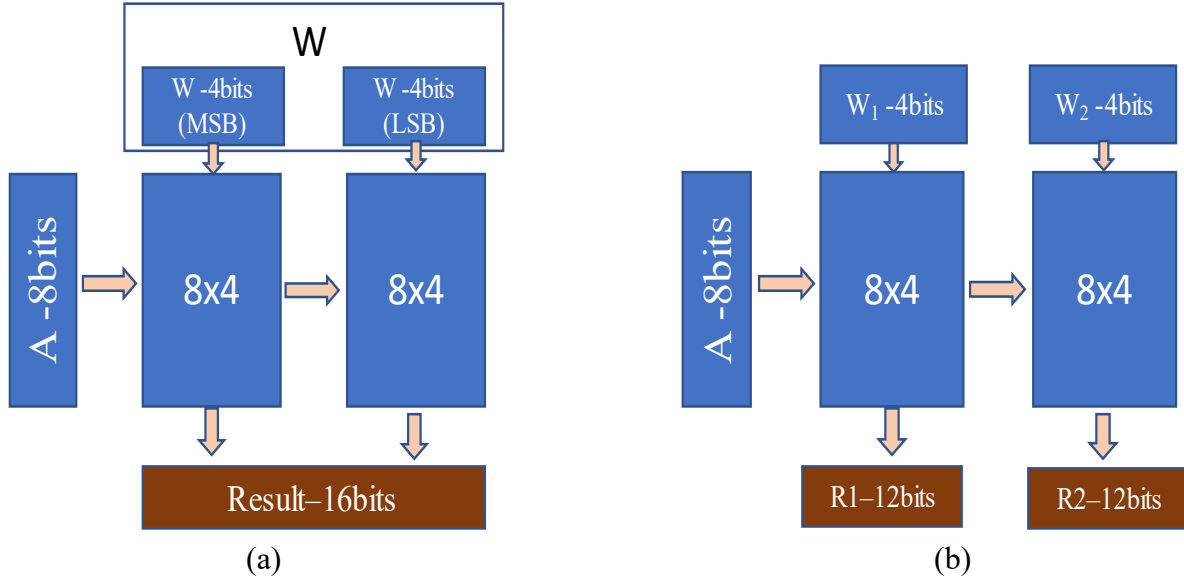 W
W -4bits
(MSB)
W -4bits
(LSB)
A -8bits
8x4
8x4
Result–16bits
(a)
W₁ -4bits
W₂ -4bits
A -8bits
8x4
8x4
R1–12bits
R2–12bits
(b)